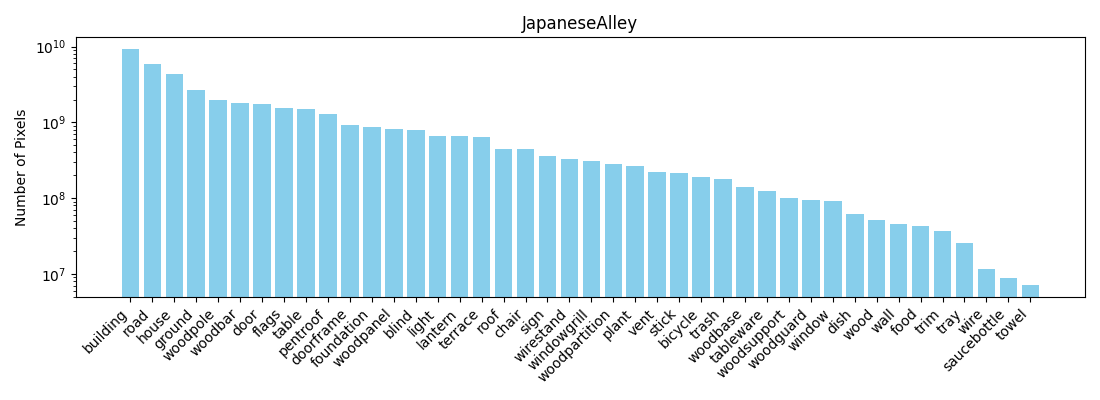 JapaneseAlley
Number of Pixels
10^10
10^9
10^8
10^7
building
road
house
ground
woodpole
woodbar
door
flags
table
pentroof
doorframe
foundation
woodpanel
blind
light
lantern
terrace
roof
chair
sign
wirestand
windowgrill
woodpartition
plant
vent
stick
bicycle
trash
woodbase
tableware
woodsupport
woodguard
window
dish
wood
wall
food
trim
tray
wire
saucebottle
towel